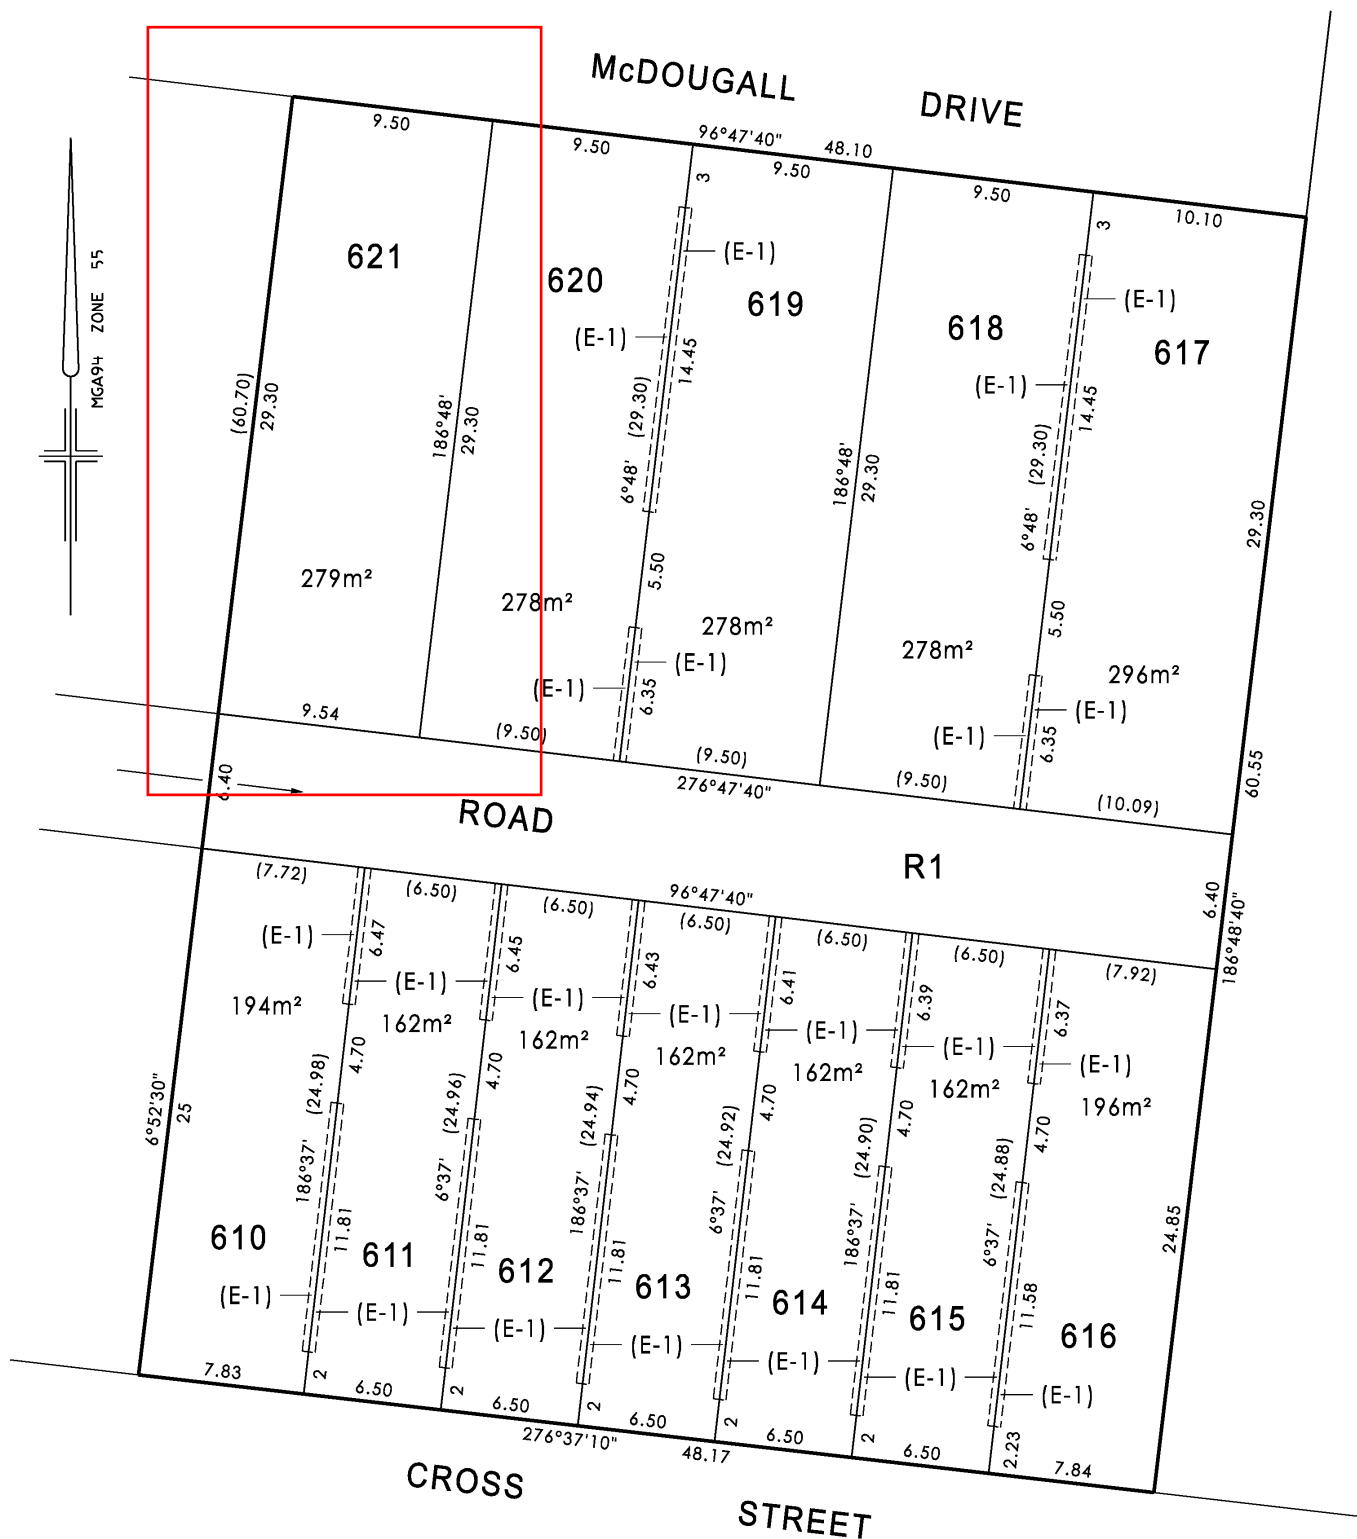 McDOUGALL DRIVE
96°47'40" 48.10
9.50 9.50 9.50 9.50 10.10
3 3
621 620 619 618 617
(E-1) (E-1)
(E-1) (E-1)
MGA94 ZONE 55
(60.70) 29.30
186°48' 29.30
6°48' (29.30) 14.45
186°48' 29.30
6°48' (29.30) 14.45
29.30
5.50 5.50
279m² 278m² 278m² 278m² 296m²
(E-1) (E-1) 6.35
(E-1) (E-1) 6.35
9.54 (9.50) (9.50) (9.50) (10.09)
276°47'40"
60.55
6.40
ROAD R1
6.40
186°48'40"
96°47'40"
(7.72) (6.50) (6.50) (6.50) (6.50) (6.50) (7.92)
6.47 6.45 6.43 6.41 6.39 6.37
(E-1) (E-1) (E-1) (E-1) (E-1) (E-1) (E-1)
194m² 162m² 162m² 162m² 162m² 162m² 196m²
4.70 4.70 4.70 4.70 4.70 4.70
(24.98) (24.96) (24.94) (24.92) (24.90) (24.88)
6°52'30" 25
186°37' 6°37' 186°37' 6°37' 186°37' 6°37'
11.81 11.81 11.81 11.81 11.81 11.58
24.85
610 611 612 613 614 615 616
(E-1) (E-1) (E-1) (E-1) (E-1) (E-1) (E-1)
2 2 2 2 2 2.23
7.83 6.50 6.50 6.50 6.50 6.50 7.84
276°37'10" 48.17
CROSS STREET